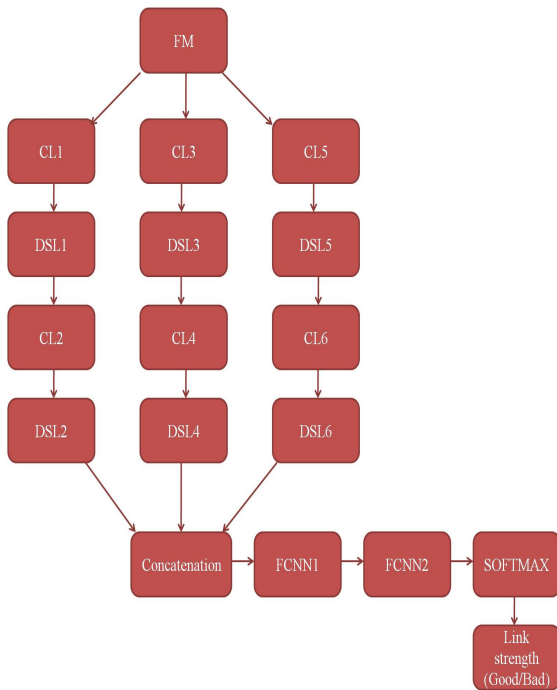 FM
CL1
CL3
CL5
DSL1
DSL3
DSL5
CL2
CL4
CL6
DSL2
DSL4
DSL6
Concatenation
FCNN1
FCNN2
SOFTMAX
Link
strength
(Good/Bad)